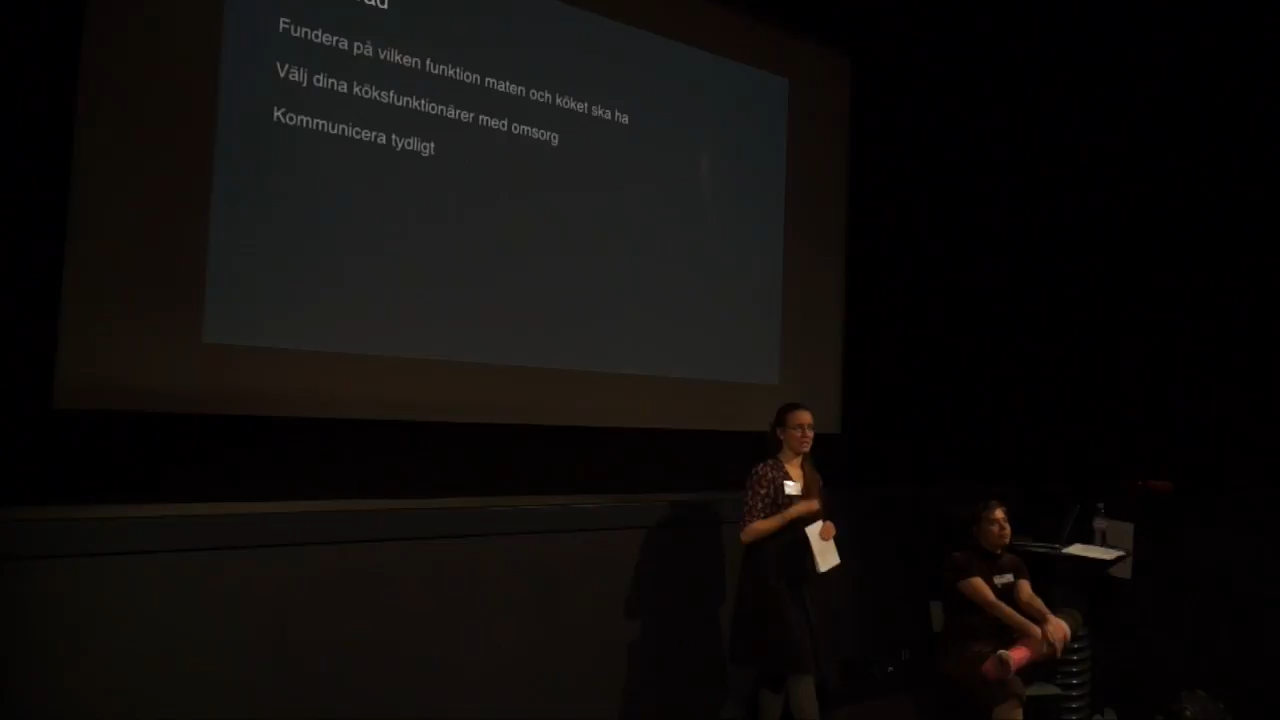 Fundera på vilken funktion maten och köket ska ha
Välj dina köksfunktionärer med omsorg
Kommunicera tydligt